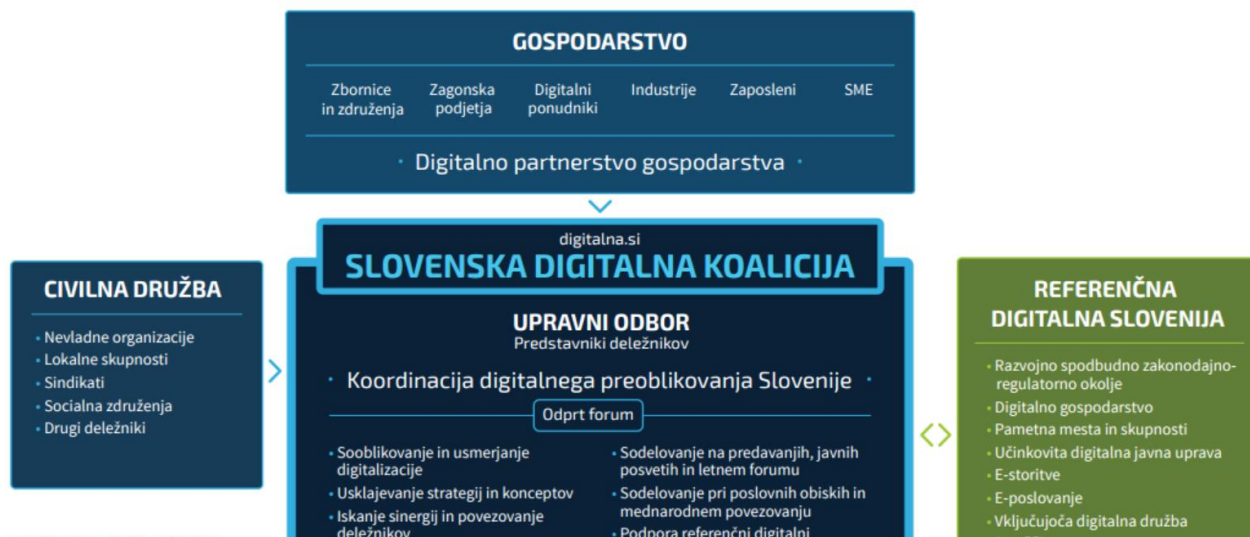 GOSPODARSTVO
Zbornice
in združenja
Zagonska
podjetja
Digitalni
ponudniki
Industrije
Zaposleni
SME
· Digitalno partnerstvo gospodarstva ·
digitalna.si
SLOVENSKA DIGITALNA KOALICIJA
CIVILNA DRUŽBA
• Nevladne organizacije
• Lokalne skupnosti
• Sindikati
• Socialna združenja
• Drugi deležniki
UPRAVNI ODBOR
Predstavniki deležnikov
· Koordinacija digitalnega preoblikovanja Slovenije ·
Odprt forum
• Sooblikovanje in usmerjanje
digitalizacije
• Usklajevanje strategij in konceptov
• Iskanje sinergij in povezovanje
deležnikov
• Sodelovanje na predavanjih, javnih
posvetih in letnem forumu
• Sodelovanje pri poslovnih obiskih in
mednarodnem povezovanju
• Podpora referenčni digitalni
REFERENČNA
DIGITALNA SLOVENIJA
• Razvojno spodbudno zakonodajno-
regulatorno okolje
• Digitalno gospodarstvo
• Pametna mesta in skupnosti
• Učinkovita digitalna javna uprava
• E-storitve
• E-poslovanje
• Vključujoča digitalna družba